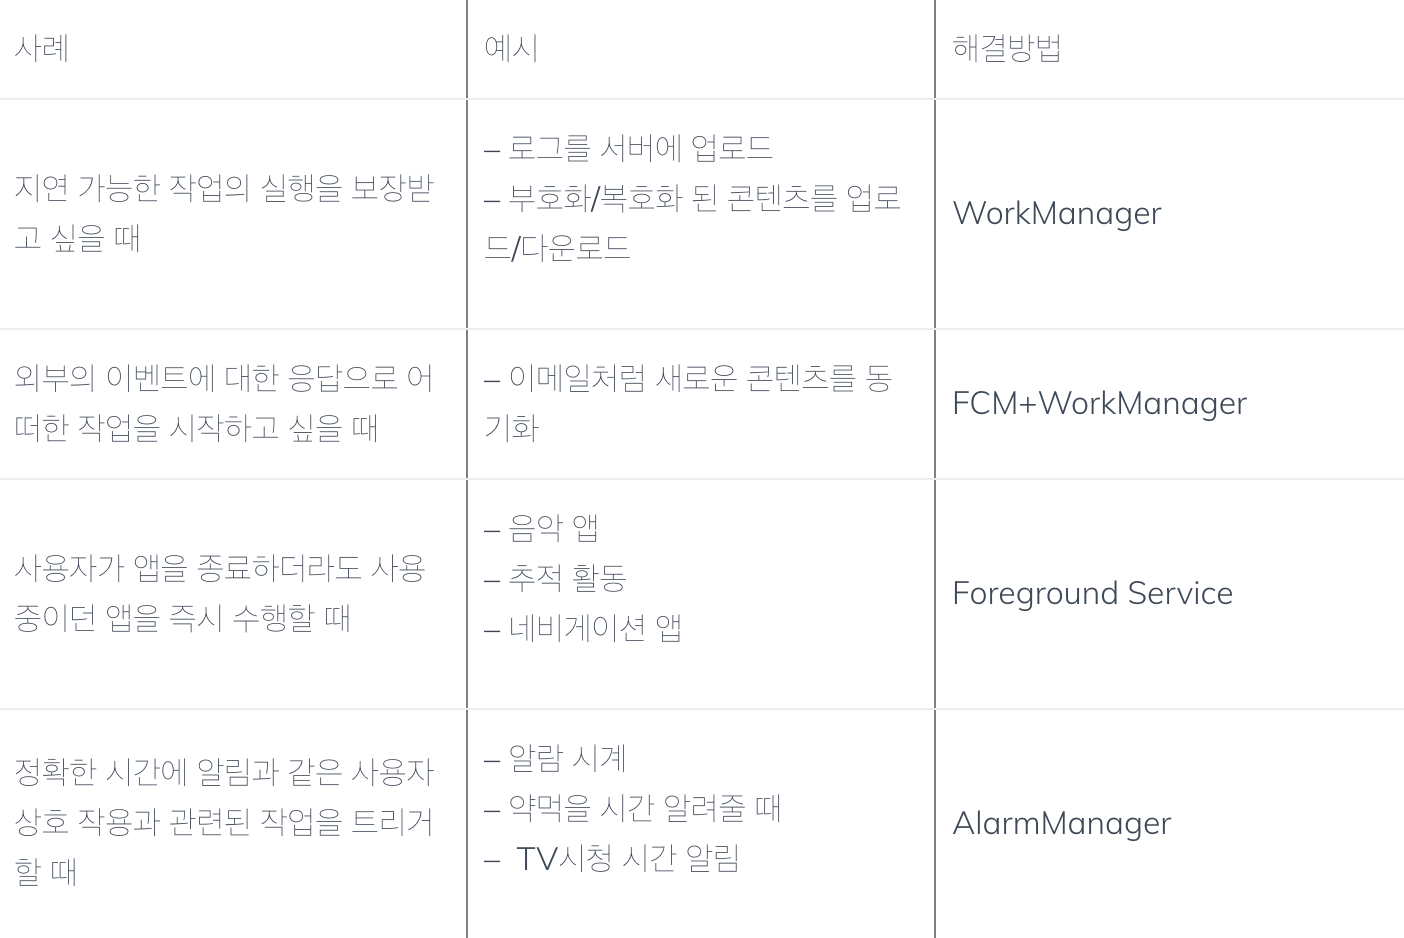 사례
예시
해결방법
지연 가능한 작업의 실행을 보장받
고 싶을 때
– 로그를 서버에 업로드
– 부호화/복호화 된 콘텐츠를 업로
드/다운로드
WorkManager
외부의 이벤트에 대한 응답으로 어
떠한 작업을 시작하고 싶을 때
– 이메일처럼 새로운 콘텐츠를 동
기화
FCM+WorkManager
사용자가 앱을 종료하더라도 사용
중이던 앱을 즉시 수행할 때
– 음악 앱
– 추적 활동
– 네비게이션 앱
Foreground Service
정확한 시간에 알림과 같은 사용자
상호 작용과 관련된 작업을 트리거
할 때
– 알람 시계
– 약먹을 시간 알려줄 때
– TV시청 시간 알림
AlarmManager